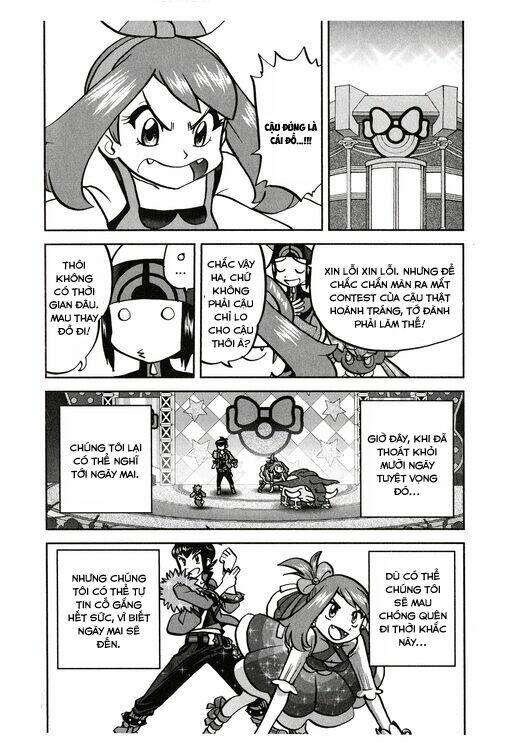 CẬU ĐÚNG LÀ
CÁI ĐỒ...!!!
XIN LỖI XIN LỖI. NHƯNG ĐỂ
CHẮC CHẮN MÀN RA MẮT
CONTEST CỦA CẬU THẬT
HOÀNH TRÁNG, TỚ ĐÀNH
PHẢI LÀM THẾ!
CHẮC VẬY
HA, CHỨ
KHÔNG
PHẢI CẬU
CHỈ LO
CHO CẬU
THÔI À?
...
THÔI
KHÔNG
CÓ THỜI
GIAN ĐÂU.
MAU THAY
ĐỒ ĐI!
GIỜ ĐÂY, KHI ĐÃ
THOÁT KHỎI
MƯỜI NGÀY
TUYỆT VỌNG
ĐÓ...
CHÚNG TÔI LẠI
CÓ THỂ NGHĨ
TỚI NGÀY MAI.
DÙ CÓ THỂ
CHÚNG TÔI
SẼ MAU
CHÓNG QUÊN
ĐI THỜI KHẮC
NÀY...
NHƯNG CHÚNG
TÔI CÓ THỂ TỰ
TIN CỐ GẮNG
HẾT SỨC, VÌ BIẾT
NGÀY MAI SẼ
ĐẾN.